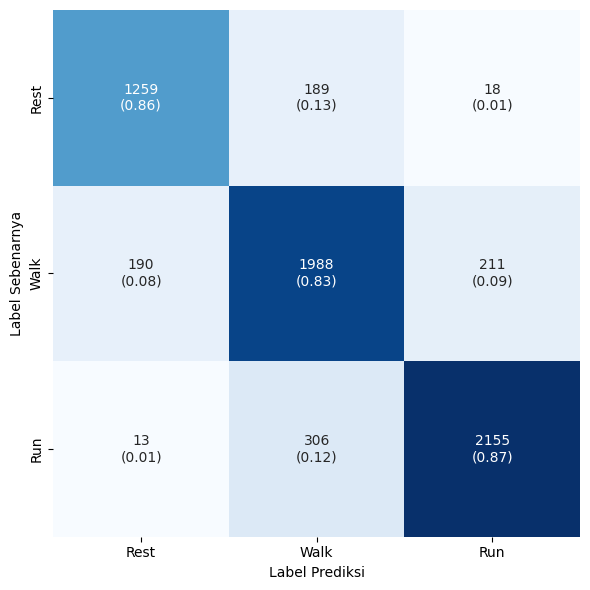 Label Sebenarnya
Rest
1259
(0.86)
189
(0.13)
18
(0.01)
Walk
190
(0.08)
1988
(0.83)
211
(0.09)
Run
13
(0.01)
306
(0.12)
2155
(0.87)
Rest
Walk
Run
Label Prediksi